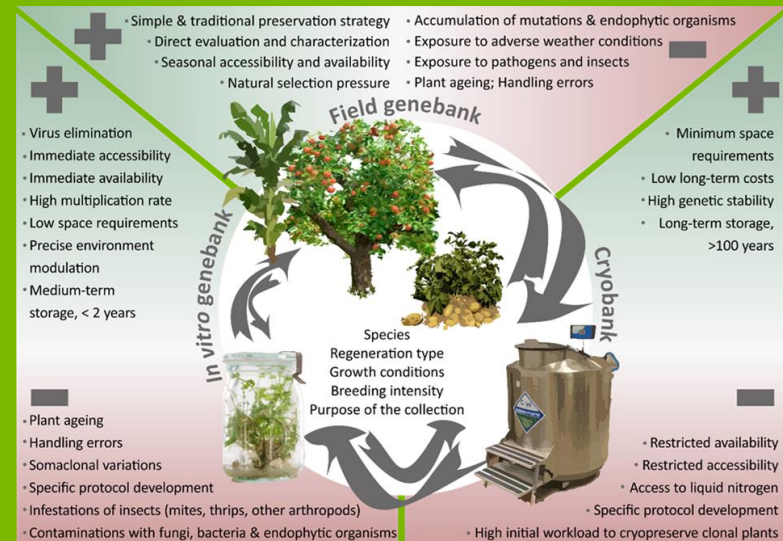 • Simple & traditional preservation strategy
• Direct evaluation and characterization
• Seasonal accessibility and availability
• Natural selection pressure
• Accumulation of mutations & endophytic organisms
• Exposure to adverse weather conditions
• Exposure to pathogens and insects
• Plant ageing; Handling errors
Field genebank
• Virus elimination
• Immediate accessibility
• Immediate availability
• High multiplication rate
• Low space requirements
• Precise environment
modulation
• Medium-term
storage, < 2 years
In vitro genebank
• Minimum space
requirements
• Low long-term costs
• High genetic stability
• Long-term storage,
>100 years
Cryobank
Species
Regeneration type
Growth conditions
Breeding intensity
Purpose of the collection
• Plant ageing
• Handling errors
• Somaclonal variations
• Specific protocol development
• Infestations of insects (mites, thrips, other arthropods)
• Contaminations with fungi, bacteria & endophytic organisms
• Restricted availability
• Restricted accessibility
• Access to liquid nitrogen
• Specific protocol development
• High initial workload to cryopreserve clonal plants